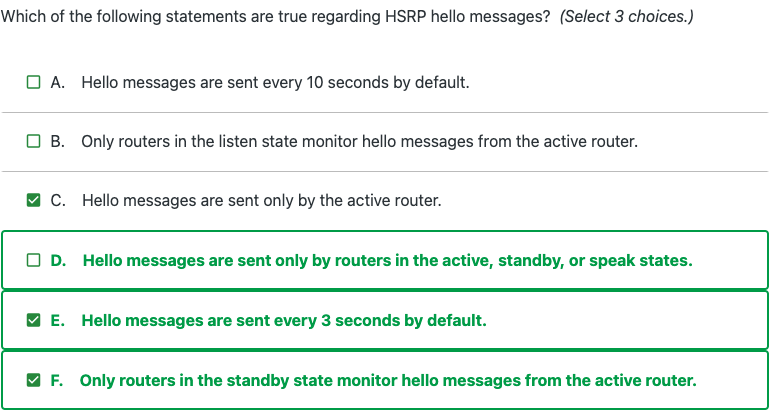 Which of the following statements are true regarding HSRP hello messages? (Select 3 choices.)
A. Hello messages are sent every 10 seconds by default.
B. Only routers in the listen state monitor hello messages from the active router.
C. Hello messages are sent only by the active router.
D. Hello messages are sent only by routers in the active, standby, or speak states.
E. Hello messages are sent every 3 seconds by default.
F. Only routers in the standby state monitor hello messages from the active router.